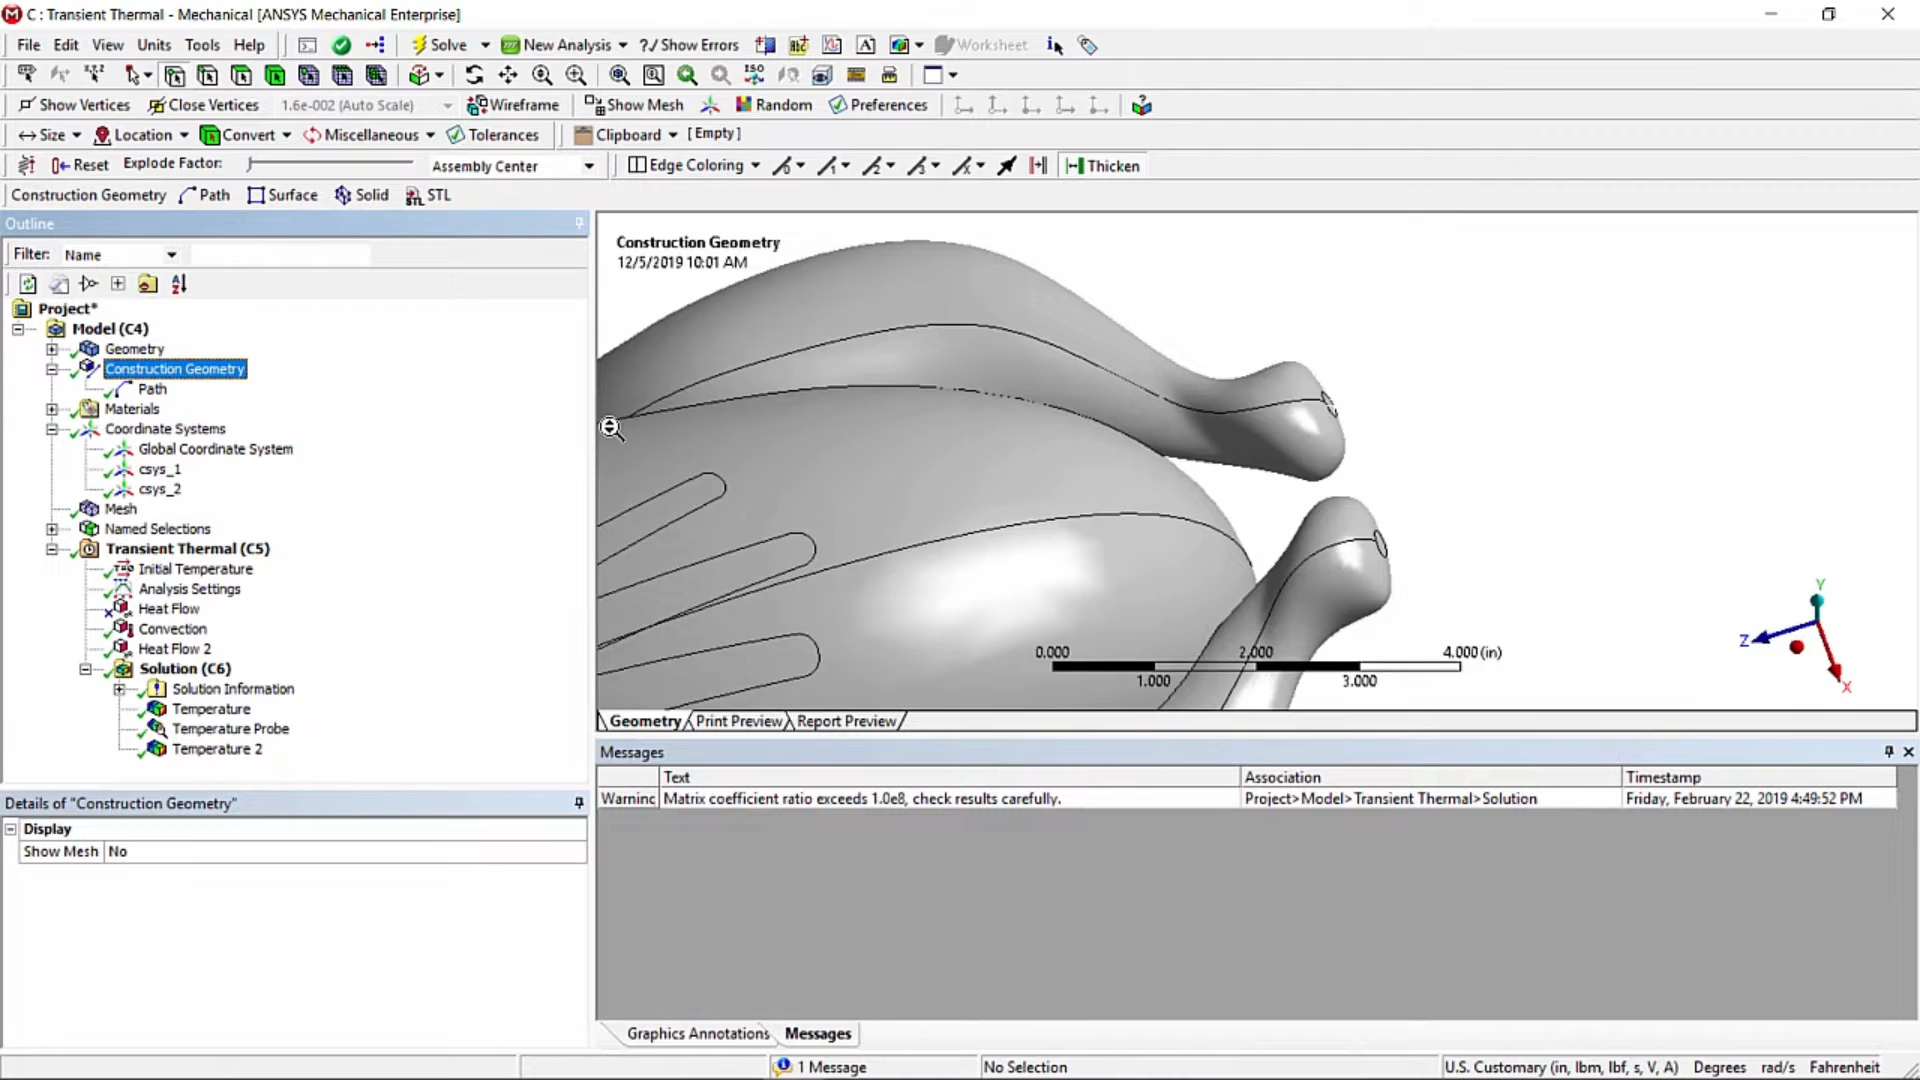 C : Transient Thermal - Mechanical [ANSYS Mechanical Enterprise]
File Edit View Units Tools Help Solve New Analysis ?/ Show Errors Worksheet
ISO
Show Vertices Close Vertices 1.6e-002 (Auto Scale) Wireframe Show Mesh Random Preferences
Size Location Convert Miscellaneous Tolerances Clipboard [ Empty ]
Reset Explode Factor: Assembly Center Edge Coloring Thicken
Construction Geometry Path Surface Solid STL
Outline
Filter: Name
Project*
Model (C4)
Geometry
Construction Geometry
Path
Materials
Coordinate Systems
Global Coordinate System
csys_1
csys_2
Mesh
Named Selections
Transient Thermal (C5)
Initial Temperature
Analysis Settings
Heat Flow
Convection
Heat Flow 2
Solution (C6)
Solution Information
Temperature
Temperature Probe
Temperature 2
Details of "Construction Geometry"
Display
Show Mesh No
Construction Geometry
12/5/2019 10:01 AM
0.000 2.000 4.000 (in)
1.000 3.000
Y
Z
X
Geometry Print Preview Report Preview
Messages
Text Association Timestamp
Warninc Matrix coefficient ratio exceeds 1.0e8, check results carefully. Project>Model>Transient Thermal>Solution Friday, February 22, 2019 4:49:52 PM
Graphics Annotations Messages
1 Message No Selection U.S. Customary (in, lbm, lbf, s, V, A) Degrees rad/s Fahrenheit